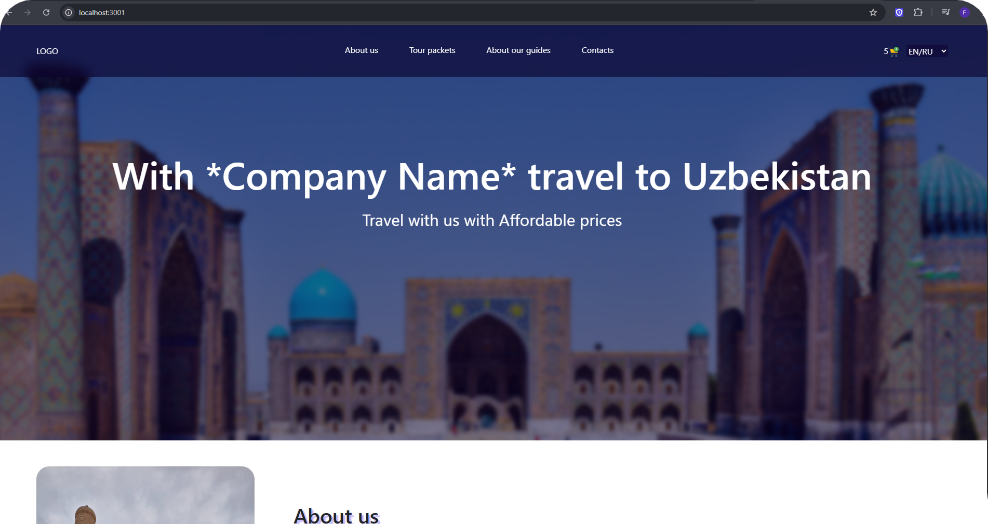 localhost:3001
F
LOGO
About us
Tour packets
About our guides
Contacts
5
EN/RU
With *Company Name* travel to Uzbekistan
Travel with us with Affordable prices
About us